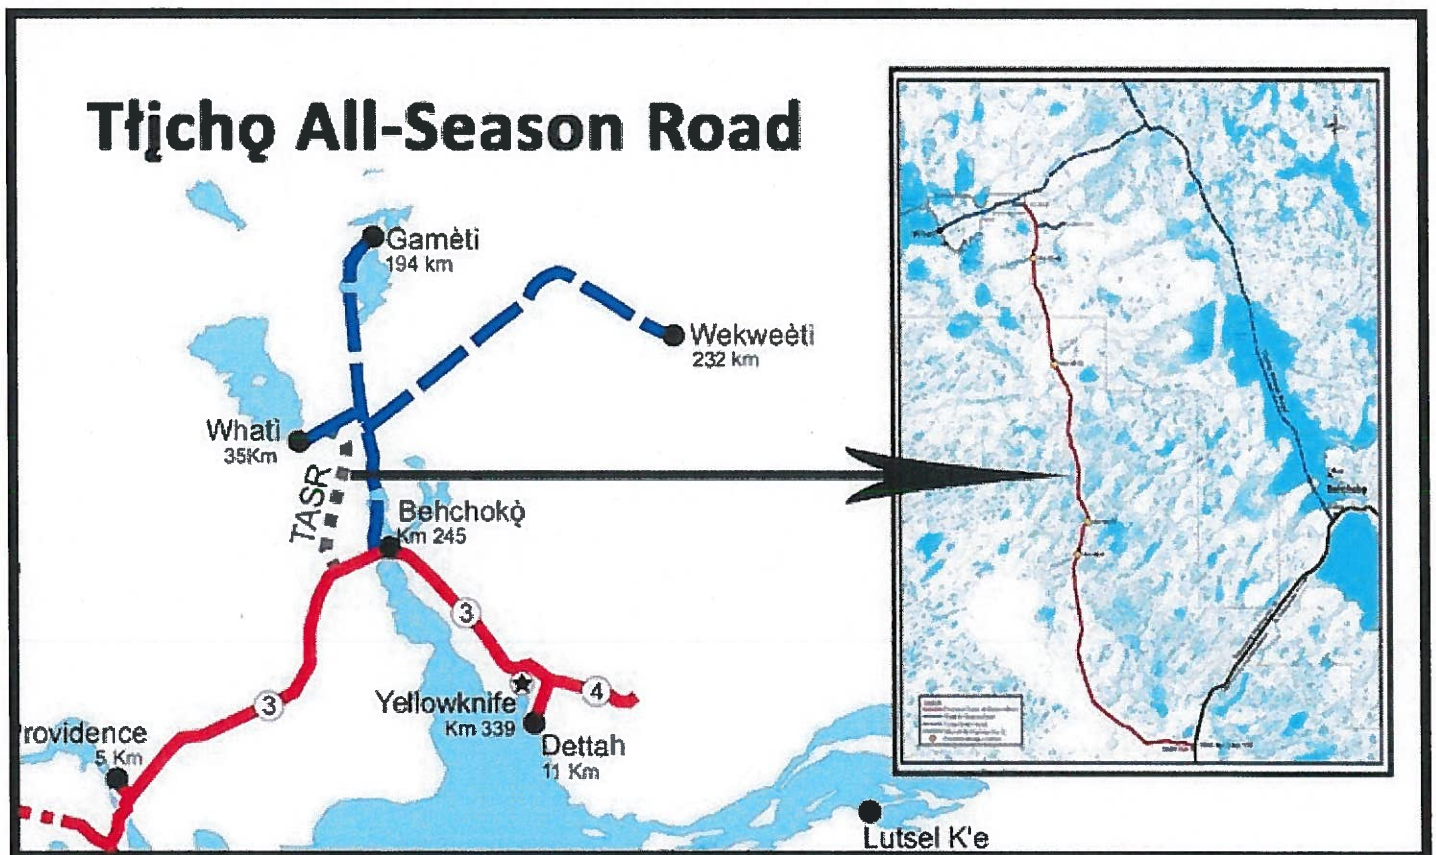 Tłı̨chǫ All-Season Road
Gamètì
194 km
Wekweètì
232 km
Whatì
35Km
TASR
Behchokǫ̀
Km 245
3
3
4
Yellowknife
Km 339
Dettah
11 Km
rovidence
5 Km
Lutsel K'e
Behchoko